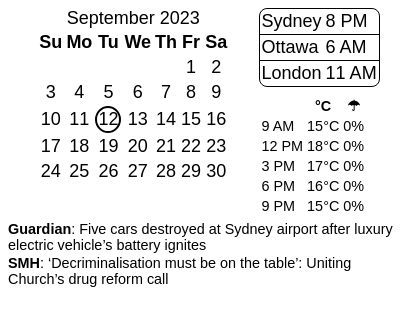 September 2023
Su Mo Tu We Th Fr Sa
1 2
3 4 5 6 7 8 9
10 11 12 13 14 15 16
17 18 19 20 21 22 23
24 25 26 27 28 29 30
Sydney 8 PM
Ottawa 6 AM
London 11 AM
°C ☂
9 AM 15°C 0%
12 PM 18°C 0%
3 PM 17°C 0%
6 PM 16°C 0%
9 PM 15°C 0%
Guardian: Five cars destroyed at Sydney airport after luxury
electric vehicle’s battery ignites
SMH: ‘Decriminalisation must be on the table’: Uniting
Church’s drug reform call